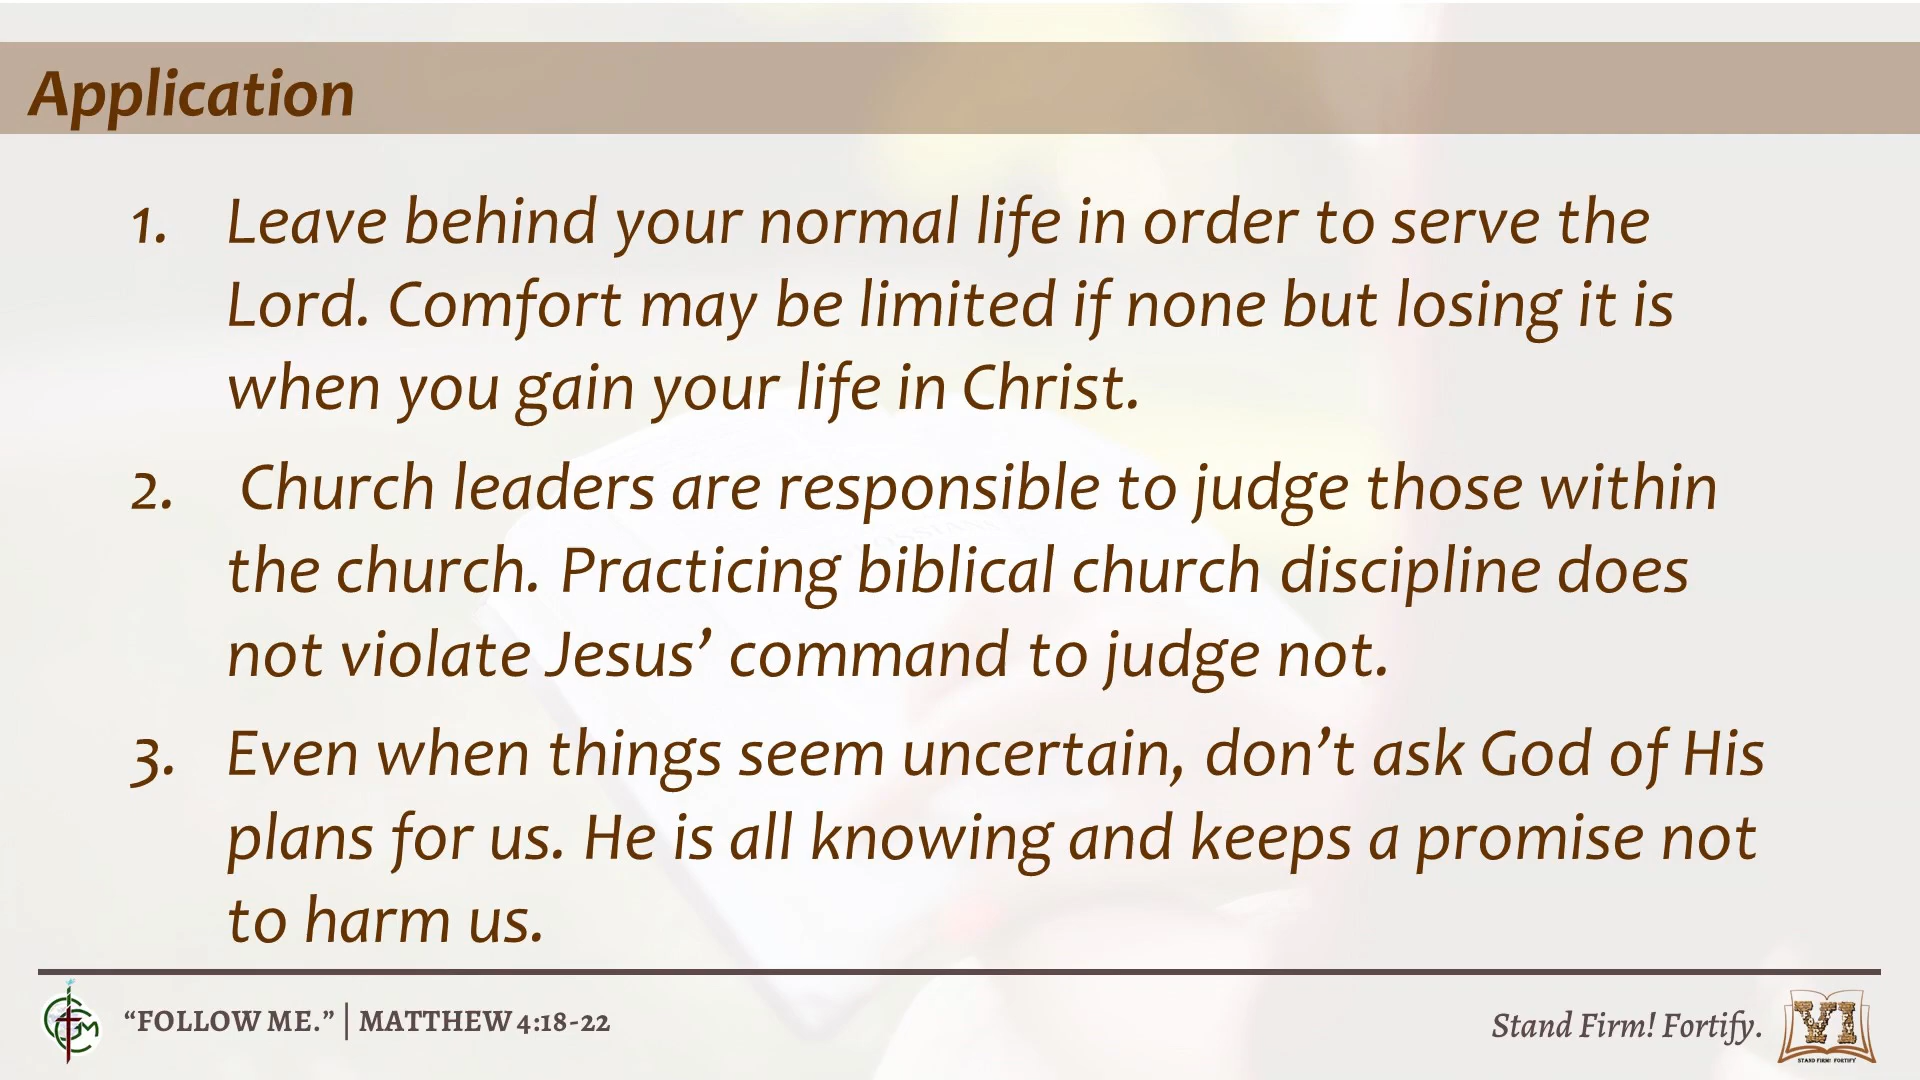 Application
1. Leave behind your normal life in order to serve the
Lord. Comfort may be limited if none but losing it is
when you gain your life in Christ.
2. Church leaders are responsible to judge those within
the church. Practicing biblical church discipline does
not violate Jesus’ command to judge not.
3. Even when things seem uncertain, don’t ask God of His
plans for us. He is all knowing and keeps a promise not
to harm us.
“FOLLOW ME.” | MATTHEW 4:18-22
Stand Firm! Fortify.
VI
STAND FIRM! FORTIFY